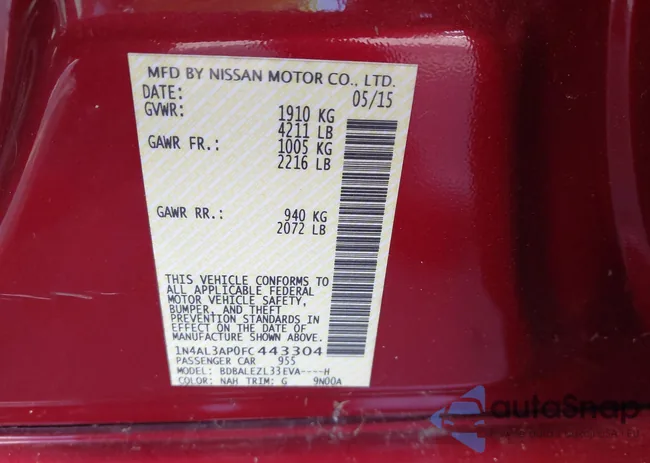 MFD BY NISSAN MOTOR CO., LTD.
DATE: 05/15
GVWR: 1910 KG
4211 LB
GAWR FR.: 1005 KG
2216 LB
GAWR RR.: 940 KG
2072 LB
THIS VEHICLE CONFORMS TO
ALL APPLICABLE FEDERAL
MOTOR VEHICLE SAFETY,
BUMPER, AND THEFT
PREVENTION STANDARDS IN
EFFECT ON THE DATE OF
MANUFACTURE SHOWN ABOVE.
1N4AL3AP0FC443304
PASSENGER CAR 955
MODEL: BDBALEZL33EVA----H
COLOR: NAH TRIM: G 9N00A
autoSnap